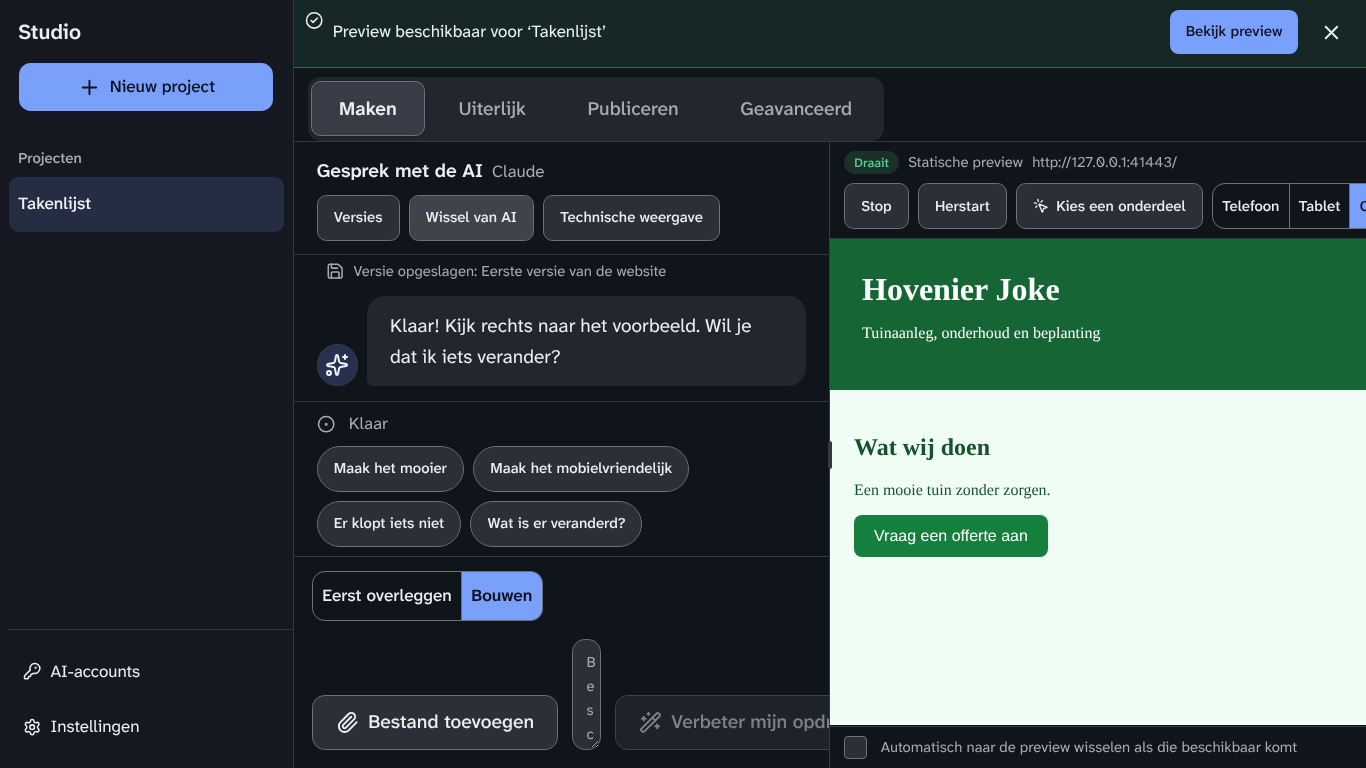 Studio
Nieuw project
Projecten
Takenlijst
AI-accounts
Instellingen
Preview beschikbaar voor ‘Takenlijst’
Bekijk preview
Maken
Uiterlijk
Publiceren
Geavanceerd
Gesprek met de AI Claude
Versies
Wissel van AI
Technische weergave
Versie opgeslagen: Eerste versie van de website
Klaar! Kijk rechts naar het voorbeeld. Wil je
dat ik iets verander?
Klaar
Maak het mooier
Maak het mobielvriendelijk
Er klopt iets niet
Wat is er veranderd?
Eerst overleggen
Bouwen
Bestand toevoegen
B
e
s
c
Verbeter mijn
Draait
Statische preview http://127.0.0.1:41443/
Stop
Herstart
Kies een onderdeel
Telefoon
Tablet
Hovenier Joke
Tuinaanleg, onderhoud en beplanting
Wat wij doen
Een mooie tuin zonder zorgen.
Vraag een offerte aan
Automatisch naar de preview wisselen als die beschikbaar komt